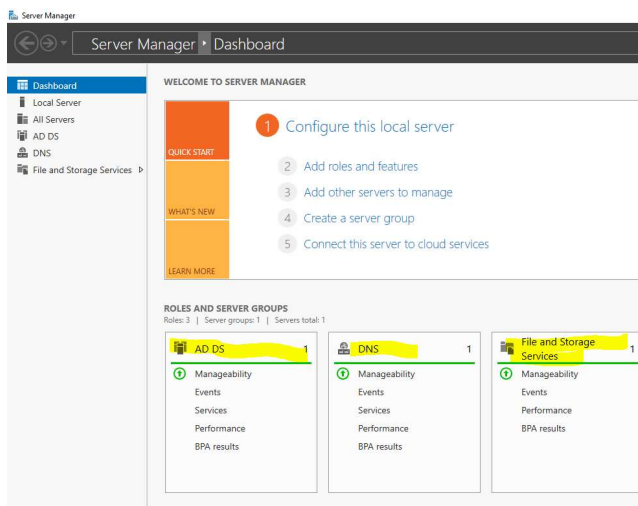 Server Manager
Server Manager • Dashboard
Dashboard
Local Server
All Servers
AD DS
DNS
File and Storage Services
WELCOME TO SERVER MANAGER
QUICK START
WHAT'S NEW
LEARN MORE
1 Configure this local server
2 Add roles and features
3 Add other servers to manage
4 Create a server group
5 Connect this server to cloud services
ROLES AND SERVER GROUPS
Roles: 3 | Server groups: 1 | Servers total: 1
AD DS 1
Manageability
Events
Services
Performance
BPA results
DNS 1
Manageability
Events
Services
Performance
BPA results
File and Storage
Services 1
Manageability
Events
Performance
BPA results